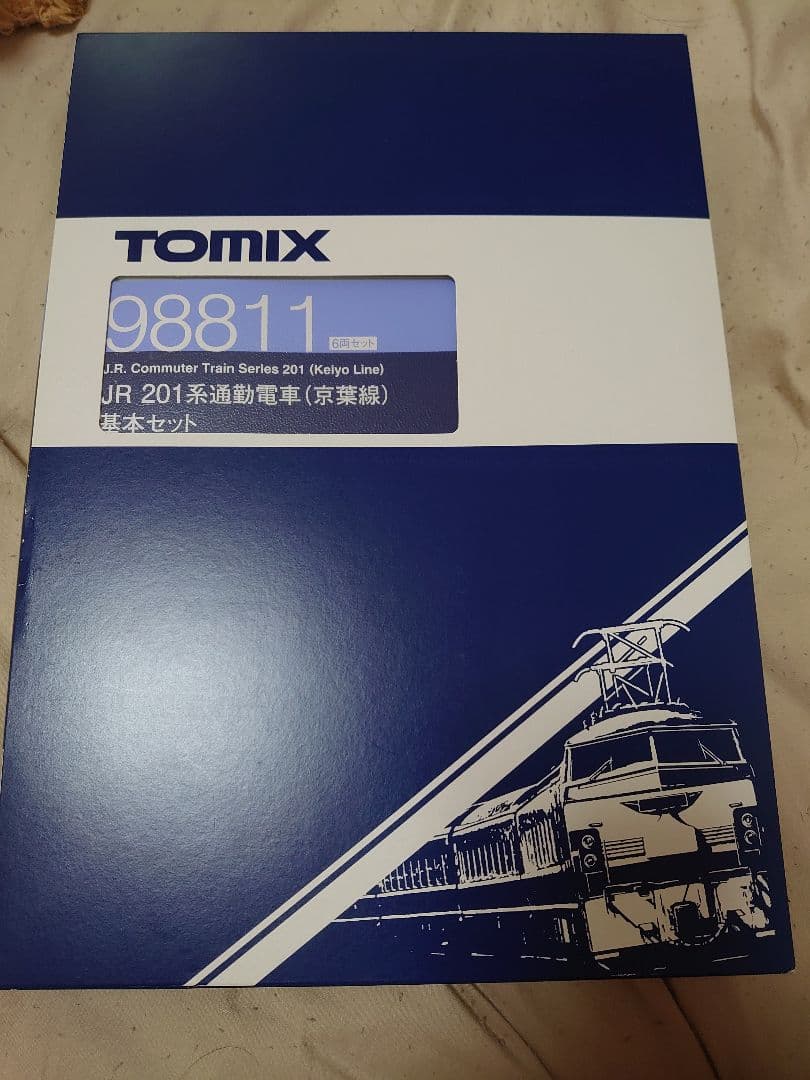 TOMIX
98811 6両セット
J.R. Commuter Train Series 201 (Keiyo Line)
JR 201系通勤電車(京葉線)
基本セット